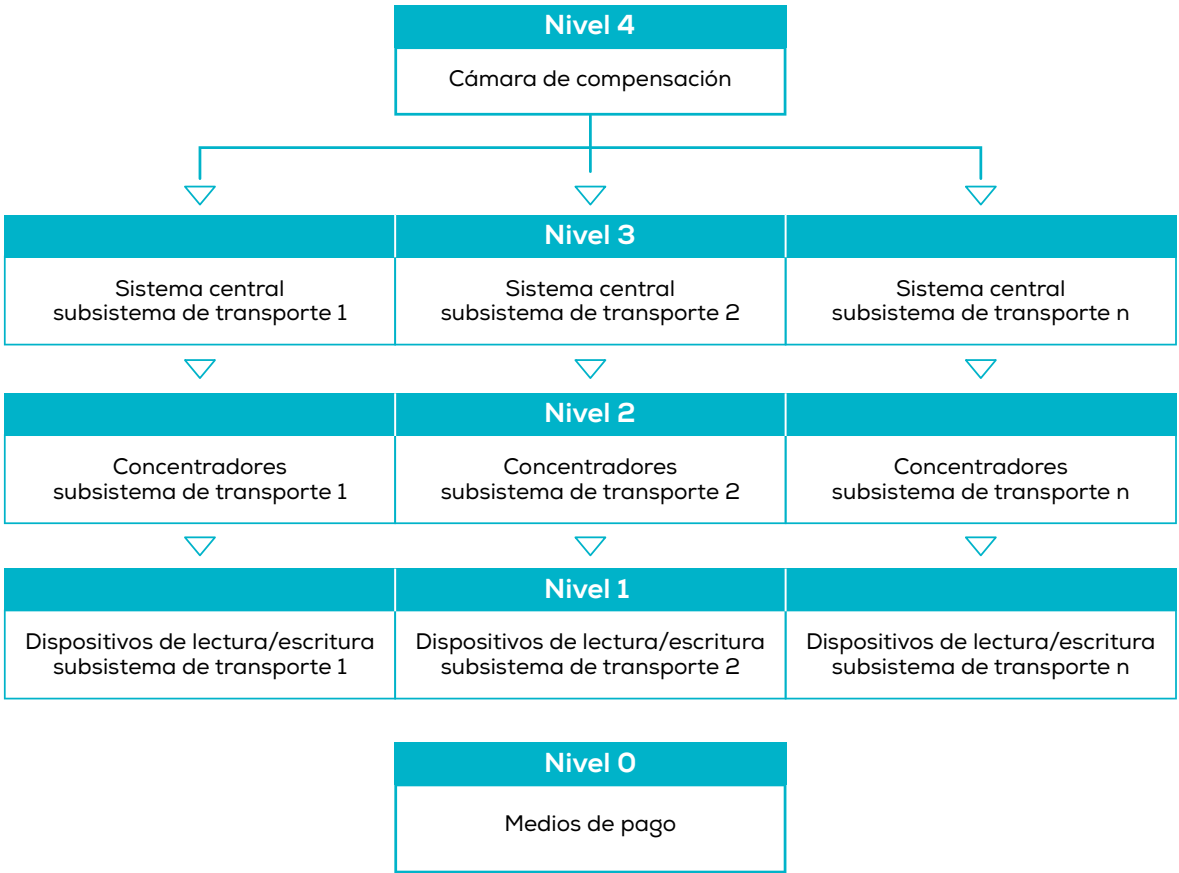 Nivel 4
Cámara de compensación
Nivel 3
Sistema central
subsistema de transporte 1
Sistema central
subsistema de transporte 2
Sistema central
subsistema de transporte n
Nivel 2
Concentradores
subsistema de transporte 1
Concentradores
subsistema de transporte 2
Concentradores
subsistema de transporte n
Nivel 1
Dispositivos de lectura/escritura
subsistema de transporte 1
Dispositivos de lectura/escritura
subsistema de transporte 2
Dispositivos de lectura/escritura
subsistema de transporte n
Nivel 0
Medios de pago